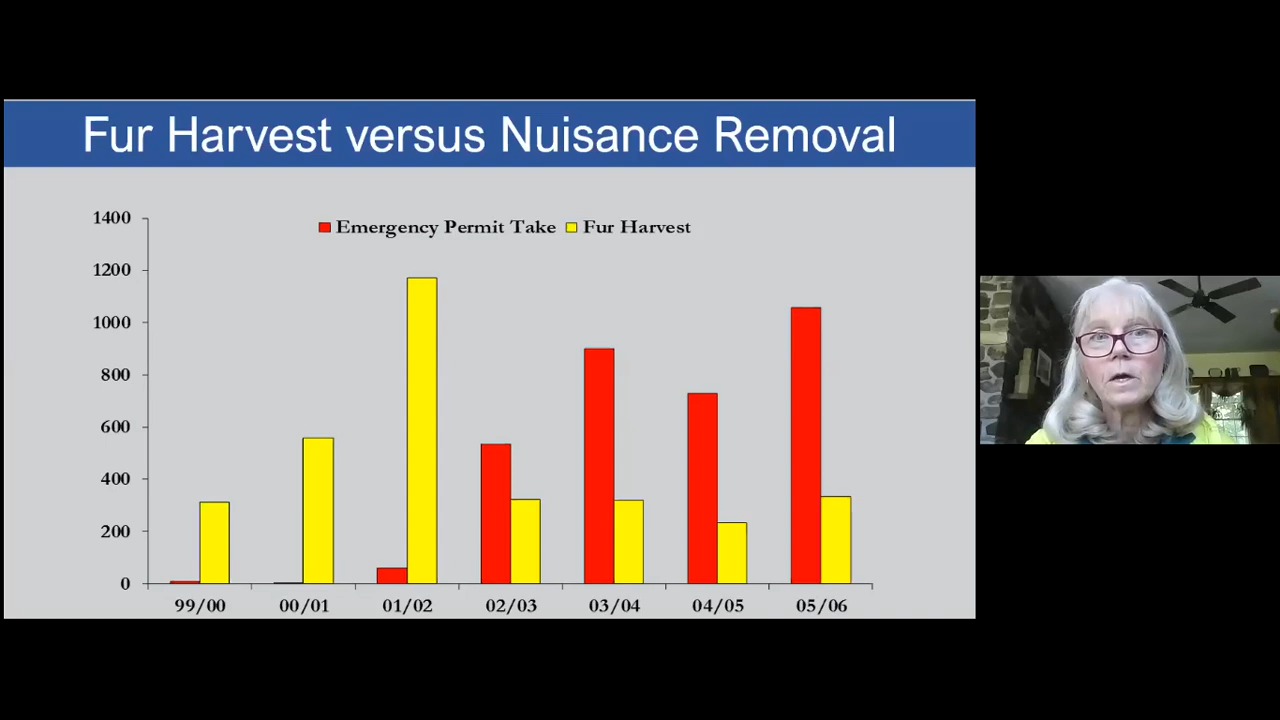 Fur Harvest versus Nuisance Removal
Emergency Permit Take Fur Harvest
1400
1200
1000
800
600
400
200
0
99/00 00/01 01/02 02/03 03/04 04/05 05/06